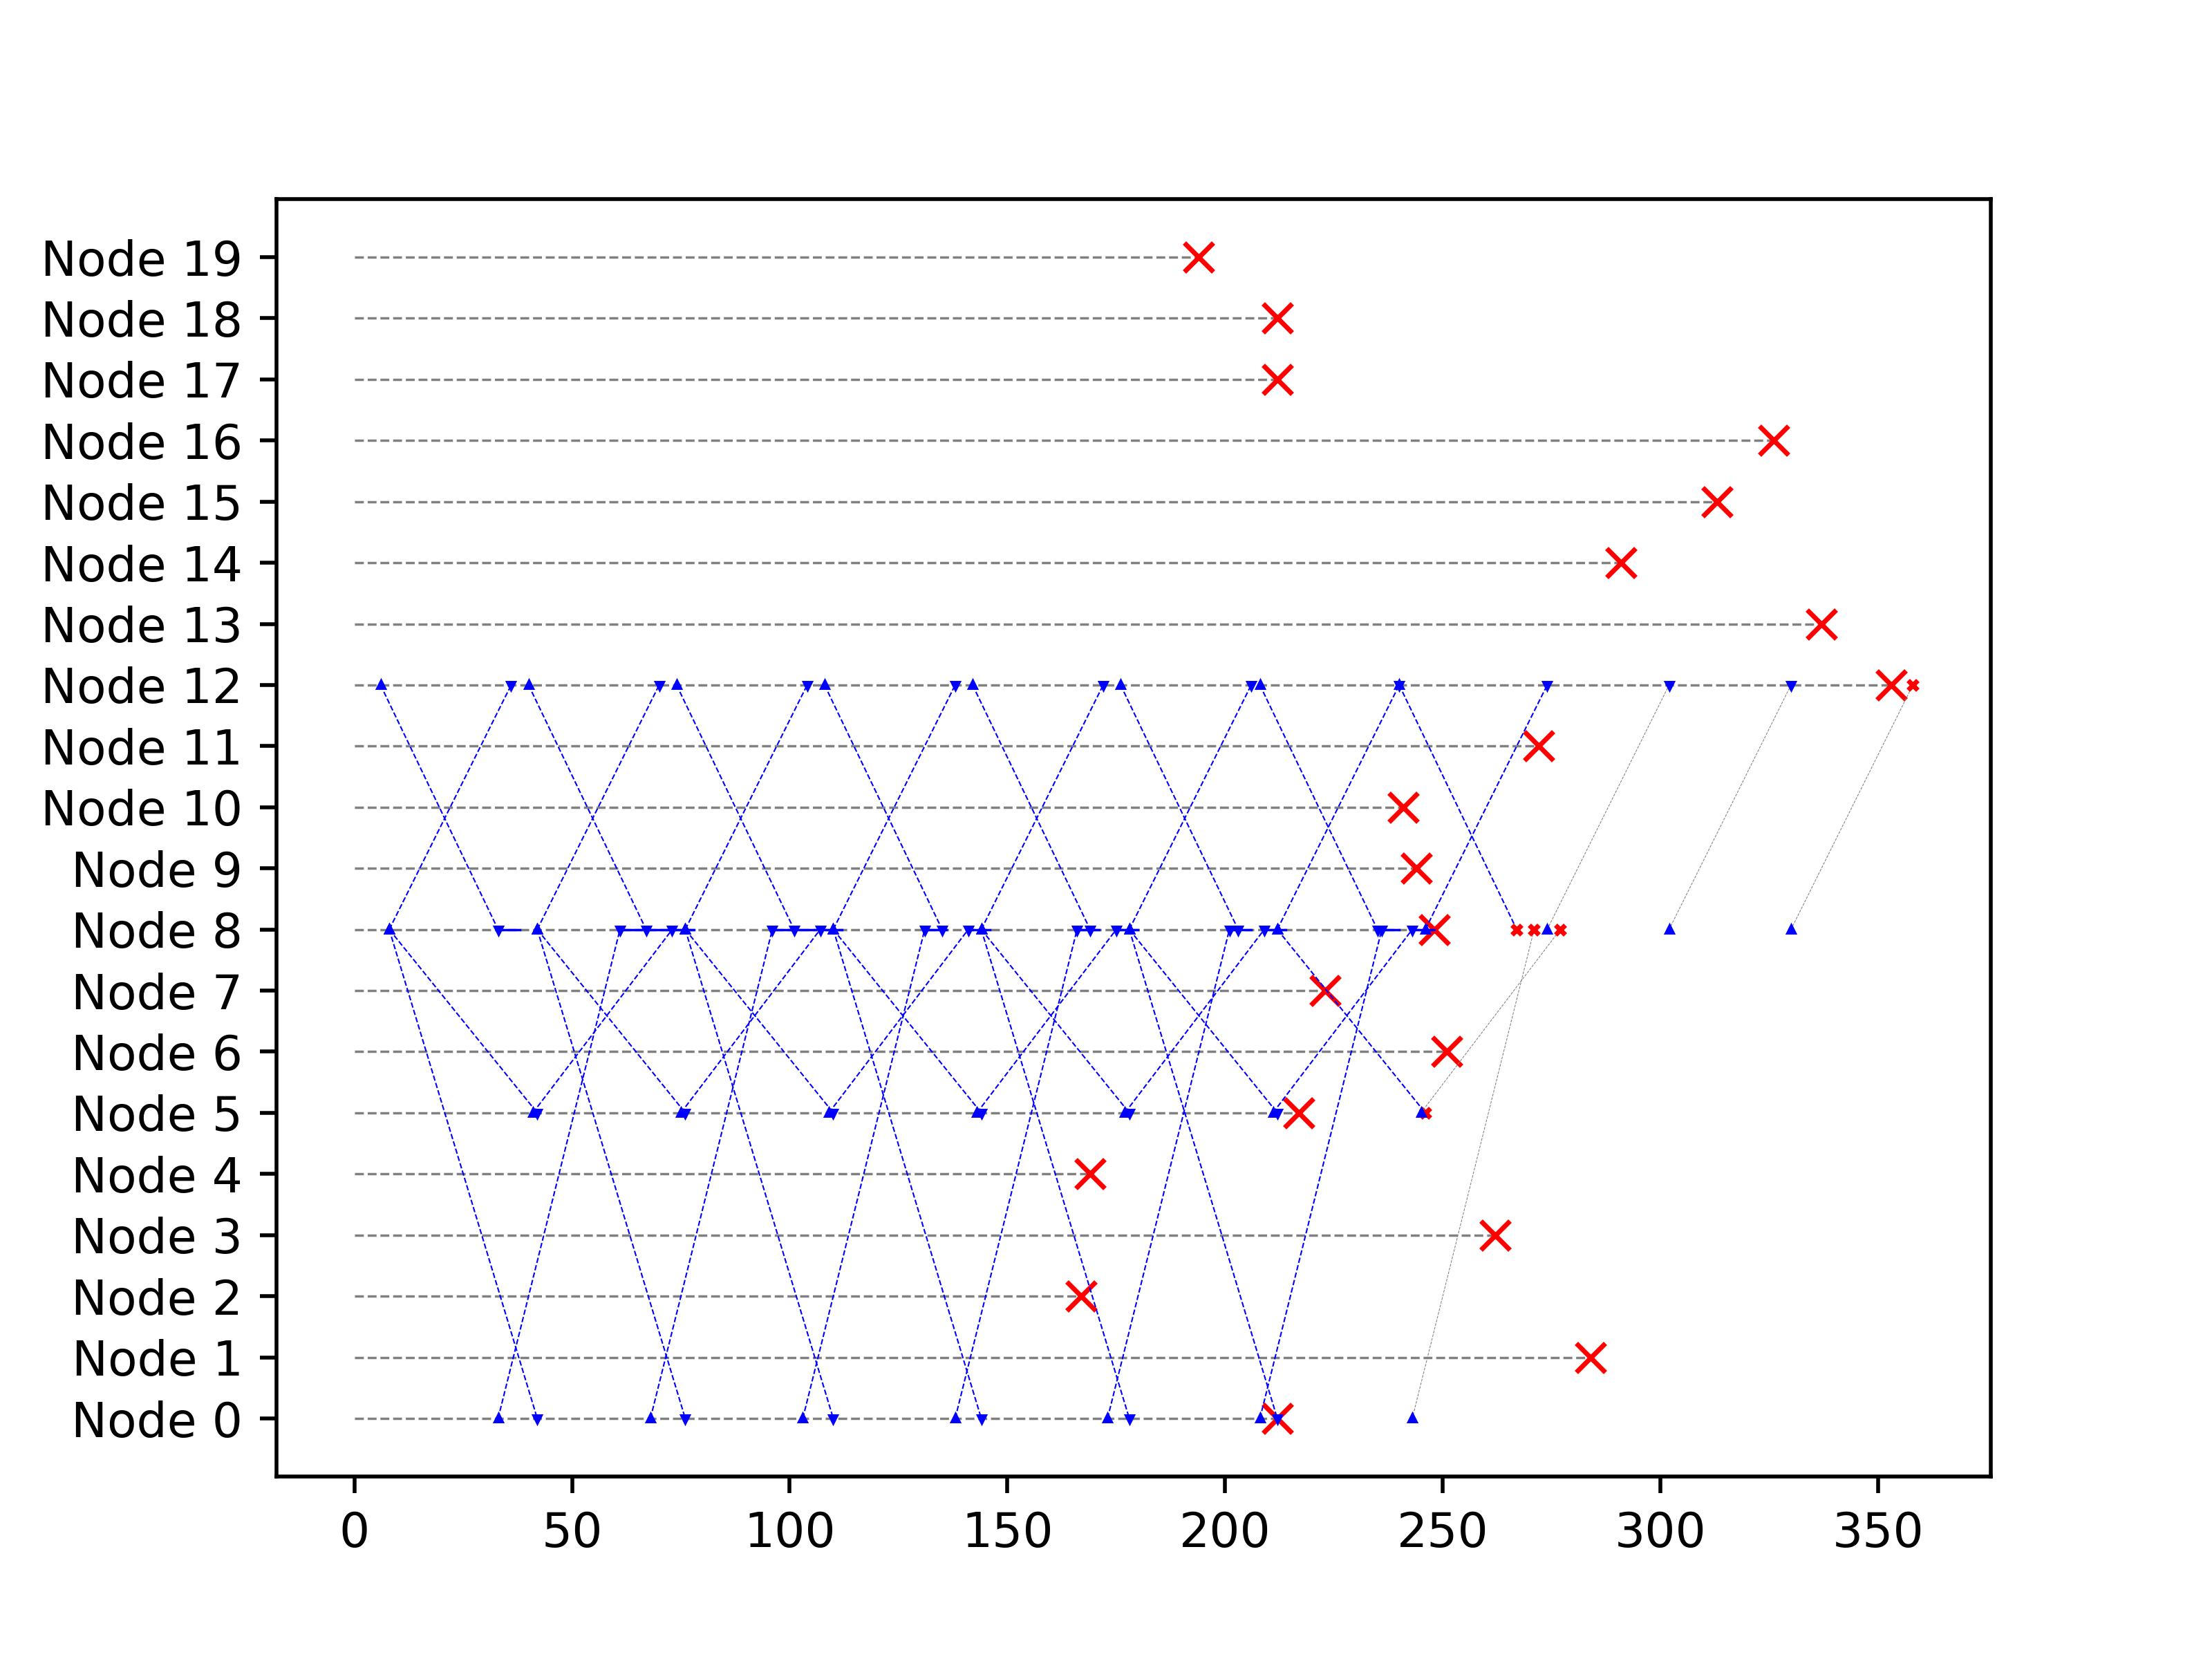 Node 19
Node 18
Node 17
Node 16
Node 15
Node 14
Node 13
Node 12
Node 11
Node 10
Node 9
Node 8
Node 7
Node 6
Node 5
Node 4
Node 3
Node 2
Node 1
Node 0
0 50 100 150 200 250 300 350